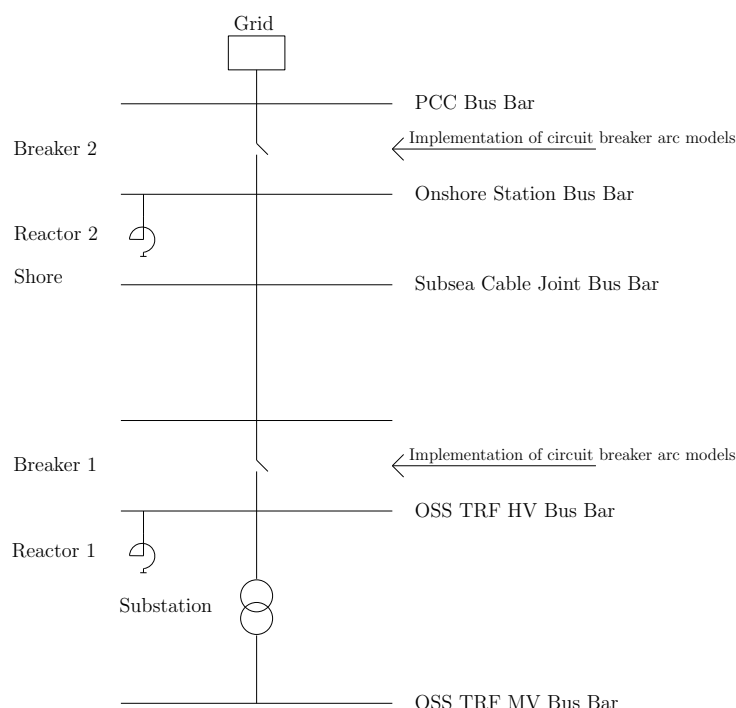 Grid
PCC Bus Bar
Implementation of circuit breaker arc models
Breaker 2
Onshore Station Bus Bar
Reactor 2
Shore
Subsea Cable Joint Bus Bar
Implementation of circuit breaker arc models
Breaker 1
OSS TRF HV Bus Bar
Reactor 1
Substation
OSS TRF MV Bus Bar